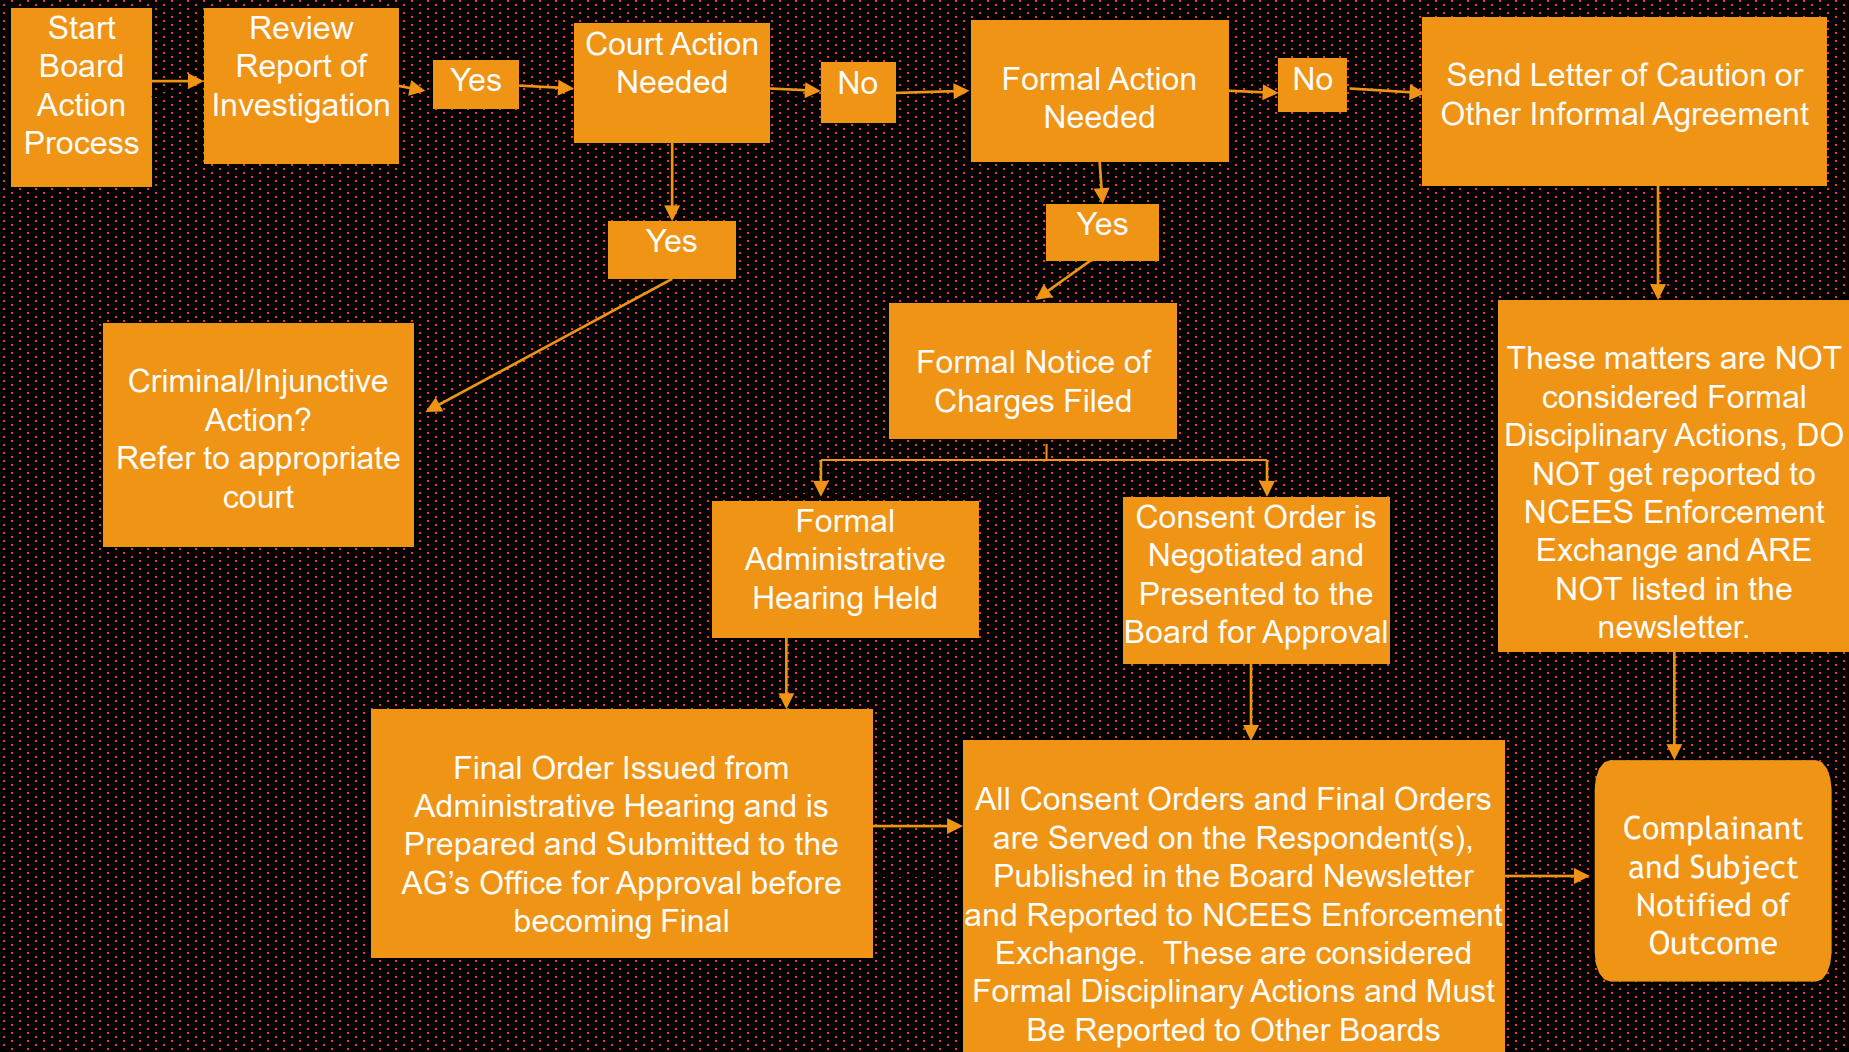 Start
Board
Action
Process
Review
Report of
Investigation
Yes
Court Action
Needed
No
Formal Action
Needed
No
Send Letter of Caution or
Other Informal Agreement
Yes
Yes
Criminal/Injunctive
Action?
Refer to appropriate
court
Formal Notice of
Charges Filed
These matters are NOT
considered Formal
Disciplinary Actions, DO
NOT get reported to
NCEES Enforcement
Exchange and ARE
NOT listed in the
newsletter.
Formal
Administrative
Hearing Held
Consent Order is
Negotiated and
Presented to the
Board for Approval
Final Order Issued from
Administrative Hearing and is
Prepared and Submitted to the
AG’s Office for Approval before
becoming Final
All Consent Orders and Final Orders
are Served on the Respondent(s),
Published in the Board Newsletter
and Reported to NCEES Enforcement
Exchange.  These are considered
Formal Disciplinary Actions and Must
Be Reported to Other Boards
Complainant
and Subject
Notified of
Outcome